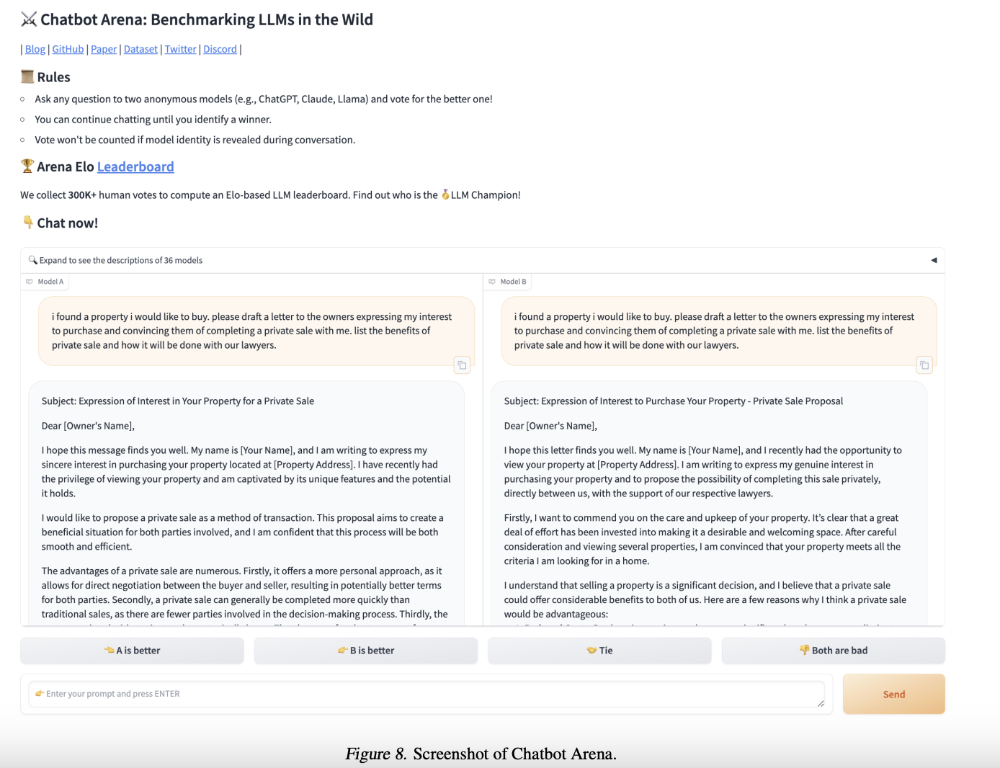 ⚔️ Chatbot Arena: Benchmarking LLMs in the Wild
| Blog | GitHub | Paper | Dataset | Twitter | Discord |
📜 Rules
Ask any question to two anonymous models (e.g., ChatGPT, Claude, Llama) and vote for the better one!
You can continue chatting until you identify a winner.
Vote won't be counted if model identity is revealed during conversation.
🏆 Arena Elo Leaderboard
We collect 300K+ human votes to compute an Elo-based LLM leaderboard. Find out who is the 🥇LLM Champion!
👇 Chat now!
🔍 Expand to see the descriptions of 36 models
Model A
i found a property i would like to buy. please draft a letter to the owners expressing my interest
to purchase and convincing them of completing a private sale with me. list the benefits of
private sale and how it will be done with our lawyers.
Subject: Expression of Interest in Your Property for a Private Sale
Dear [Owner's Name],
I hope this message finds you well. My name is [Your Name], and I am writing to express my
sincere interest in purchasing your property located at [Property Address]. I have recently had
the privilege of viewing your property and am captivated by its unique features and the potential
it holds.
I would like to propose a private sale as a method of transaction. This proposal aims to create a
beneficial situation for both parties involved, and I am confident that this process will be both
smooth and efficient.
The advantages of a private sale are numerous. Firstly, it offers a more personal approach, as it
allows for direct negotiation between the buyer and seller, resulting in potentially better terms
for both parties. Secondly, a private sale can generally be completed more quickly than
traditional sales, as there are fewer parties involved in the decision-making process. Thirdly, the
Model B
i found a property i would like to buy. please draft a letter to the owners expressing my interest
to purchase and convincing them of completing a private sale with me. list the benefits of
private sale and how it will be done with our lawyers.
Subject: Expression of Interest to Purchase Your Property - Private Sale Proposal
Dear [Owner's Name],
I hope this letter finds you well. My name is [Your Name], and I recently had the opportunity to
view your property at [Property Address]. I am writing to express my genuine interest in
purchasing your property and to propose the possibility of completing this sale privately,
directly between us, with the support of our respective lawyers.
Firstly, I want to commend you on the care and upkeep of your property. It’s clear that a great
deal of effort has been invested into making it a desirable and welcoming space. After careful
consideration and viewing several properties, I am convinced that your property meets all the
criteria I am looking for in a home.
I understand that selling a property is a significant decision, and I believe that a private sale
could offer considerable benefits to both of us. Here are a few reasons why I think a private sale
would be advantageous:
👈 A is better
👉 B is better
🤝 Tie
👎 Both are bad
👉 Enter your prompt and press ENTER
Send
Figure 8. Screenshot of Chatbot Arena.